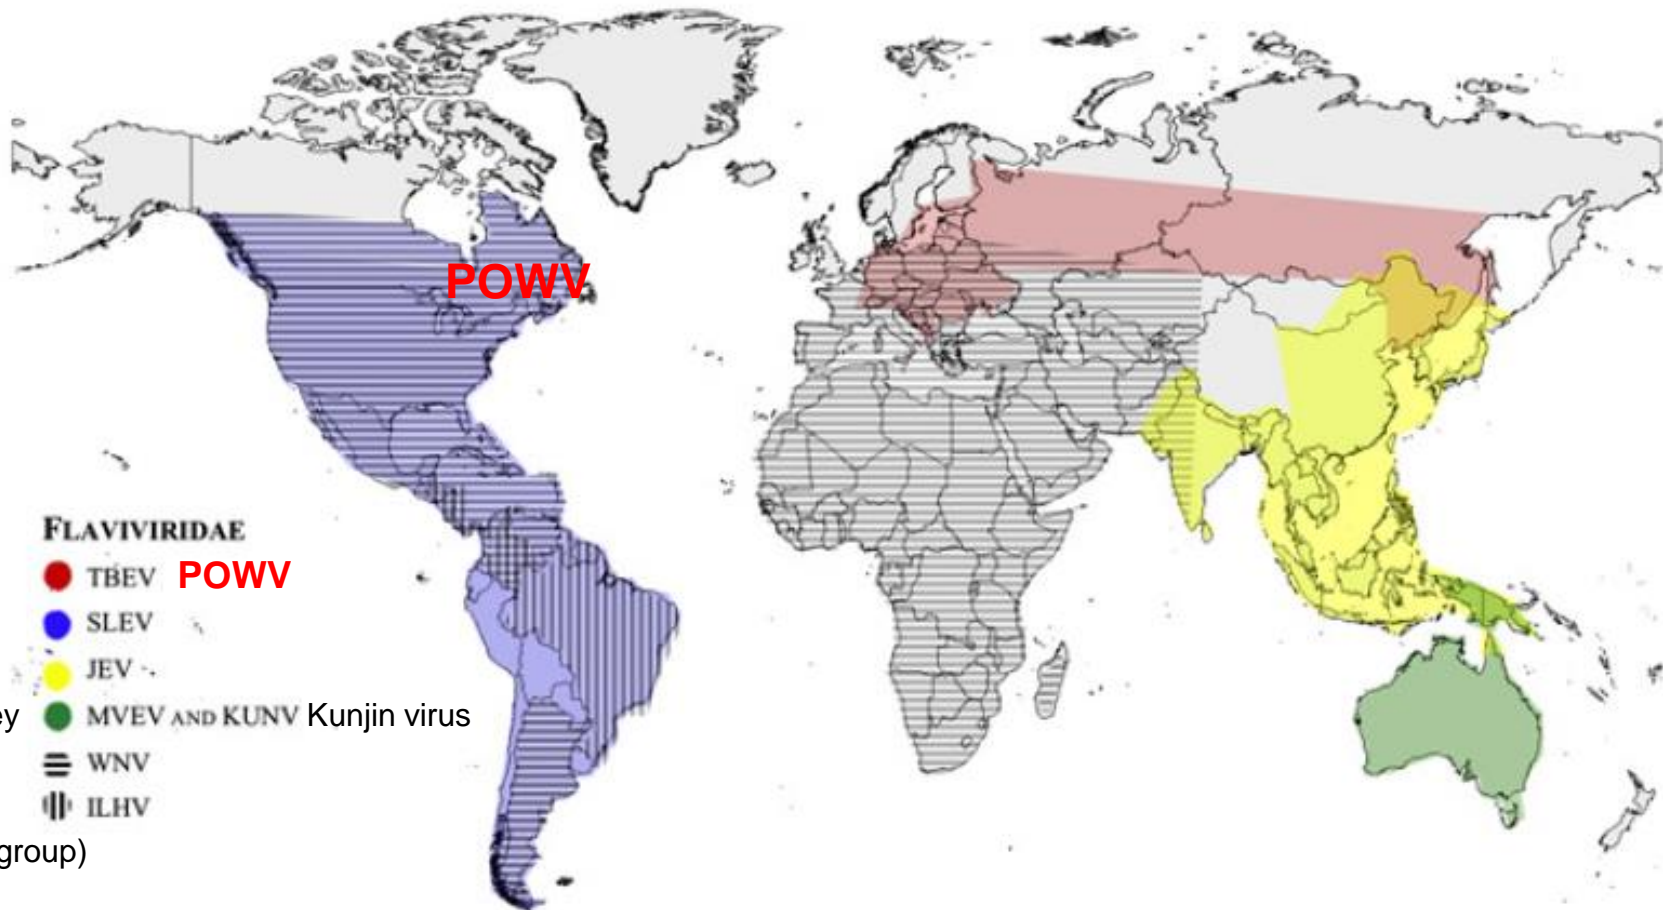 POWV
FLAVIVIRIDAE
TBEV POWV
SLEV
JEV
ey MVEV AND KUNV Kunjin virus
WNV
ILHV
group)